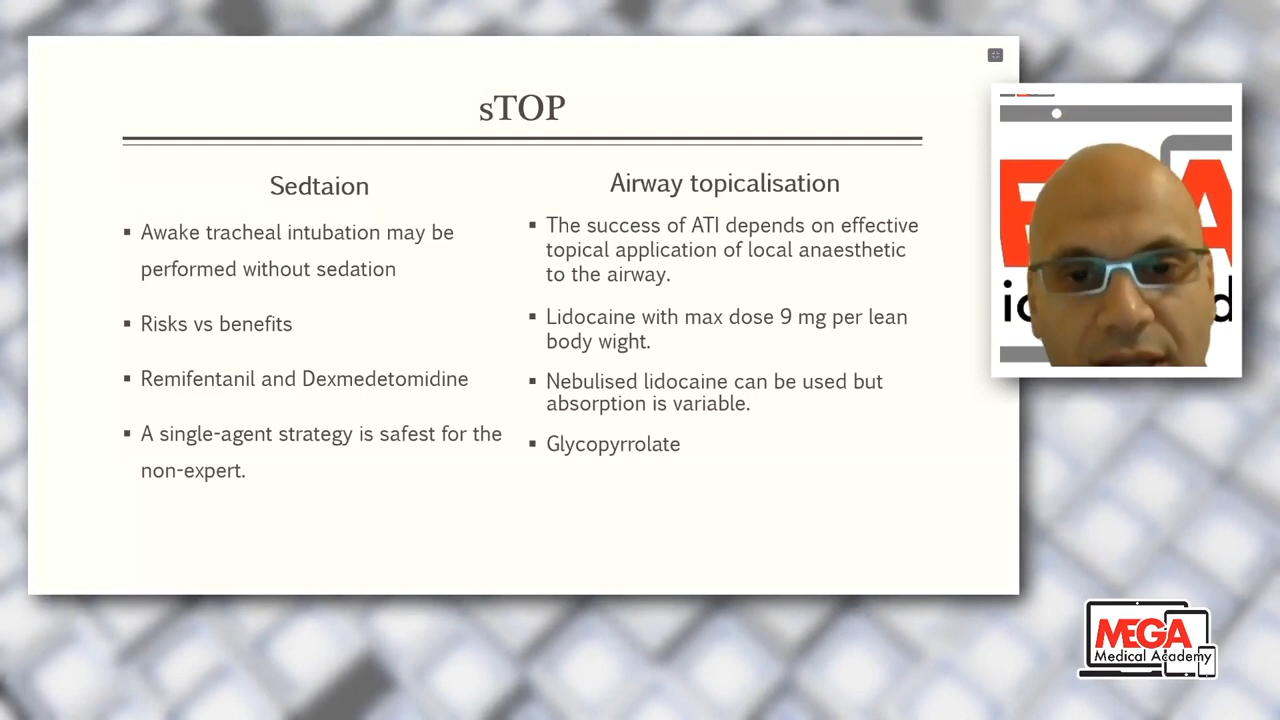 sTOP
Sedtaion
▪ Awake tracheal intubation may be
performed without sedation
▪ Risks vs benefits
▪ Remifentanil and Dexmedetomidine
▪ A single-agent strategy is safest for the
non-expert.
Airway topicalisation
▪ The success of ATI depends on effective
topical application of local anaesthetic
to the airway.
▪ Lidocaine with max dose 9 mg per lean
body wight.
▪ Nebulised lidocaine can be used but
absorption is variable.
▪ Glycopyrrolate
MEGA
Medical Academy